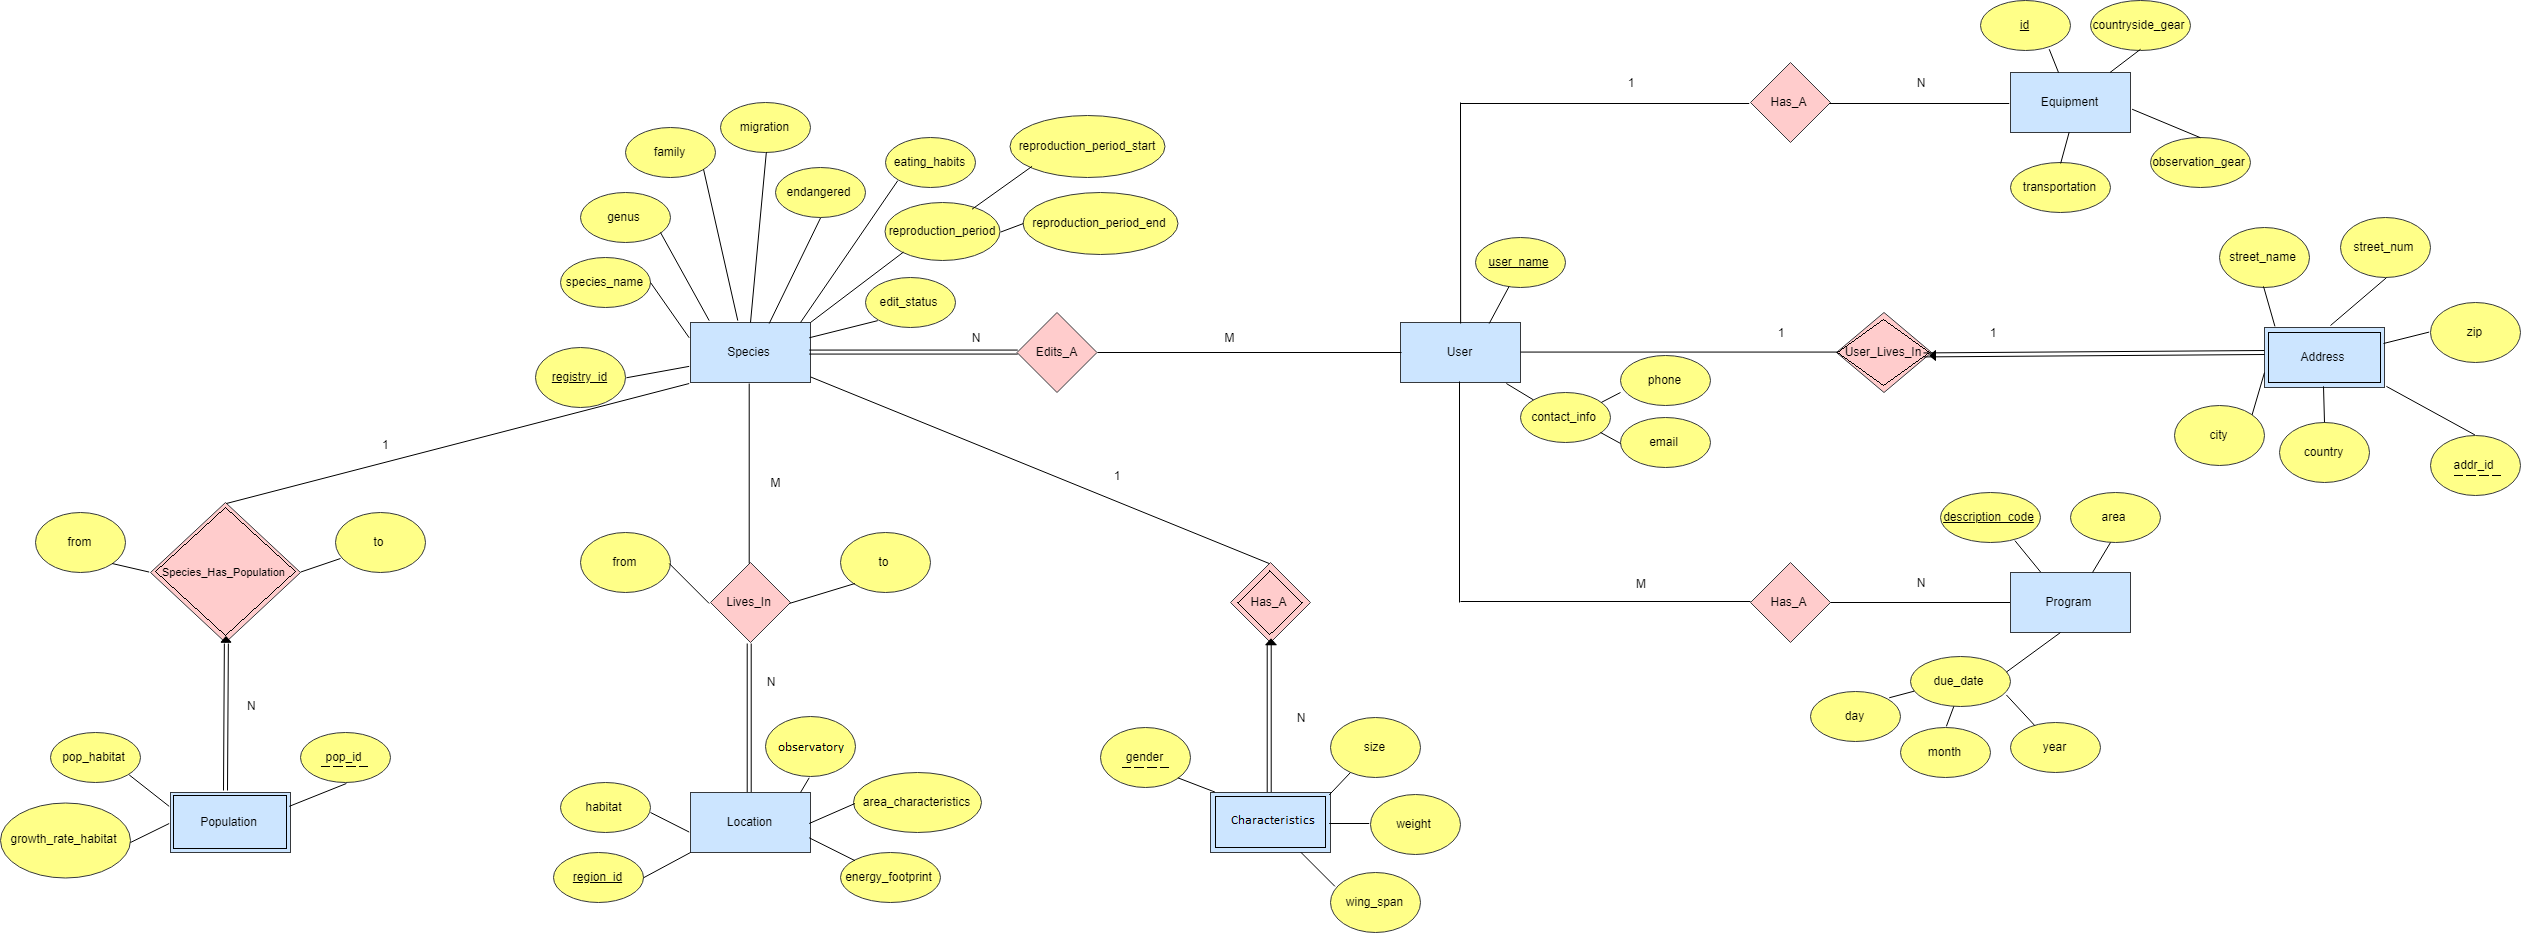 id
countryside_gear
1
Has_A
N
Equipment
observation_gear
transportation
migration
family
endangered
eating_habits
reproduction_period_start
genus
reproduction_period
reproduction_period_end
species_name
edit_status
registry_id
Species
N
Edits_A
M
User
user_name
phone
contact_info
email
1
User_Lives_In
1
Address
street_name
street_num
zip
city
country
addr_id
1
from
Species_Has_Population
to
N
pop_habitat
pop_id
growth_rate_habitat
Population
M
from
Lives_In
to
N
observatory
habitat
area_characteristics
Location
region_id
energy_footprint
1
Has_A
N
gender
size
Characteristics
weight
wing_span
M
Has_A
N
description_code
area
Program
due_date
day
month
year